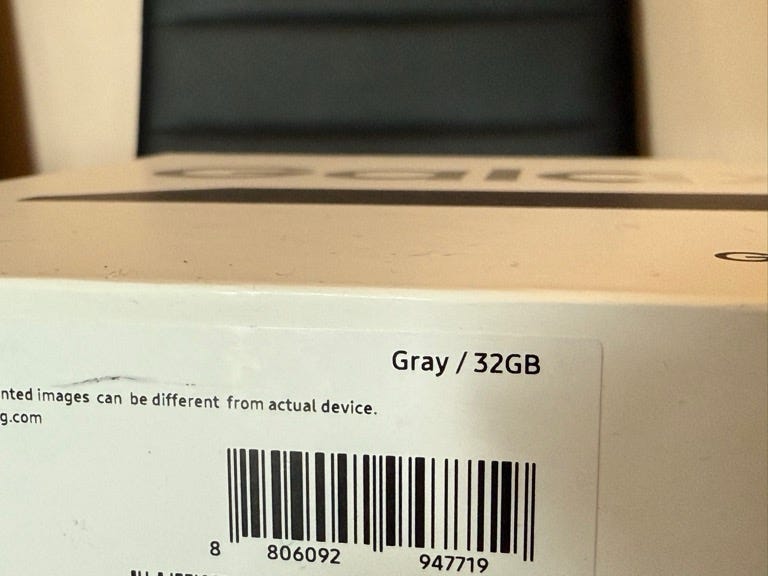 Gray / 32GB
nted images can be different from actual device.
g.com
8 806092 947719